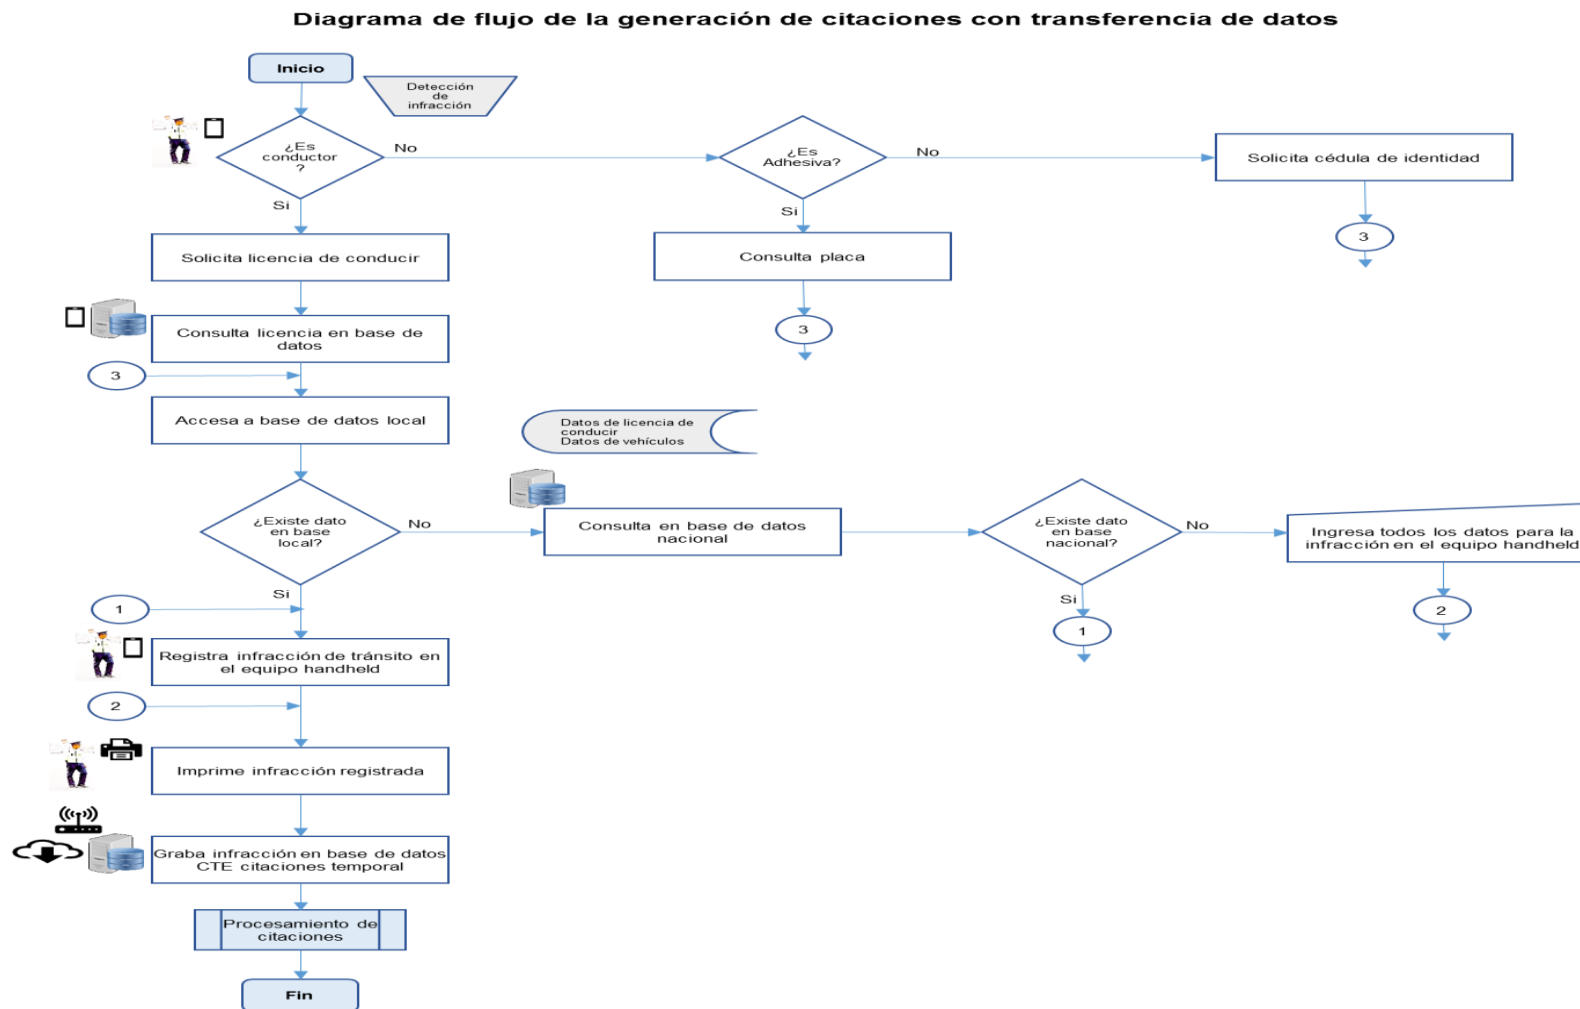 Diagrama de flujo de la generación de citaciones con transferencia de datos
Inicio
Detección
de
infracción
¿Es
conductor
?
No
¿Es
Adhesiva?
No
Solicita cédula de identidad
Si
Si
3
Solicita licencia de conducir
Consulta placa
Consulta licencia en base de
datos
3
3
Accesa a base de datos local
Datos de licencia de
conducir
Datos de vehículos
¿Existe dato
en base
local?
No
Consulta en base de datos
nacional
¿Existe dato
en base
nacional?
No
Ingresa todos los datos para la
infracción en el equipo handheld
Si
Si
1
1
2
Registra infracción de tránsito en
el equipo handheld
2
Imprime infracción registrada
Graba infracción en base de datos
CTE citaciones temporal
Procesamiento de
citaciones
Fin